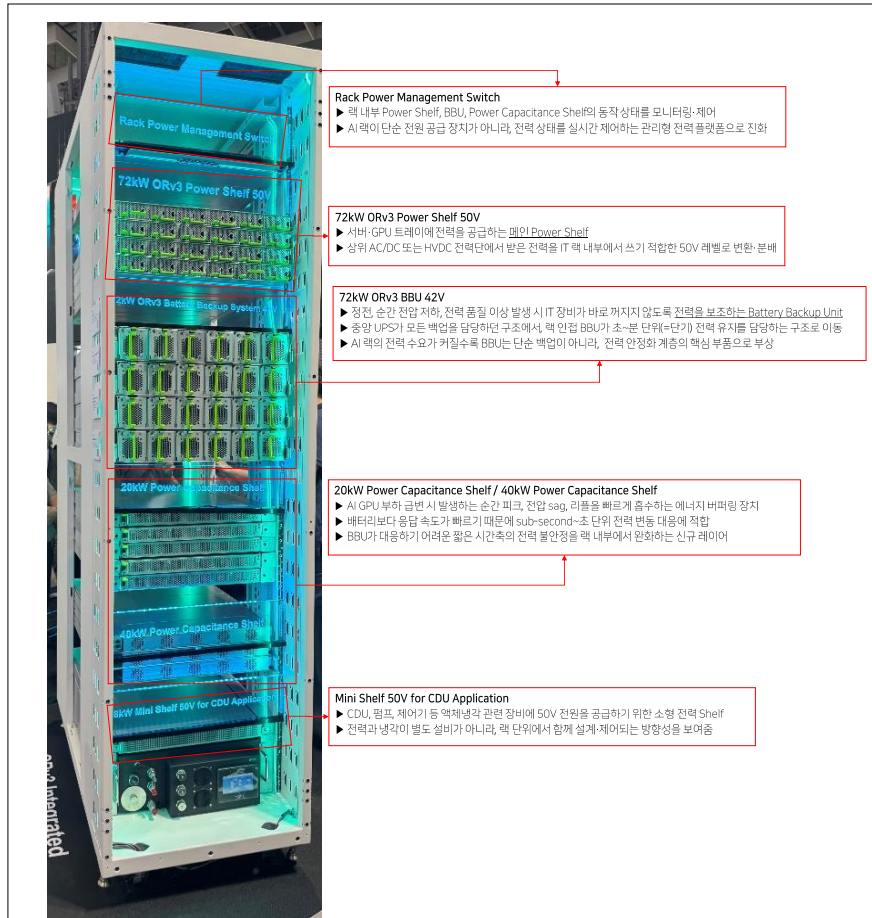 Rack Power Management Switch
▶ 랙 내부 Power Shelf, BBU, Power Capacitance Shelf의 동작 상태를 모니터링·제어
▶ AI 랙이 단순 전원 공급 장치가 아니라, 전력 상태를 실시간 제어하는 관리형 전력 플랫폼으로 진화
Rack Power Management Switch
72kW ORv3 Power Shelf 50V
72kW ORv3 Power Shelf 50V
▶ 서버·GPU 트레이에 전력을 공급하는 메인 Power Shelf
▶ 상위 AC/DC 또는 HVDC 전력단에서 받은 전력을 IT 랙 내부에서 쓰기 적합한 50V 레벨로 변환·분배
2kW ORv3 Battery Backup System 42V
72kW ORv3 BBU 42V
▶ 정전, 순간 전압 저하, 전력 품질 이상 발생 시 IT 장비가 바로 꺼지지 않도록 전력을 보조하는 Battery Backup Unit
▶ 중앙 UPS가 모든 백업을 담당하던 구조에서, 랙 인접 BBU가 초~분 단위(=단기) 전력 유지를 담당하는 구조로 이동
▶ AI 랙의 전력 수요가 커질수록 BBU는 단순 백업이 아니라, 전력 안정화 계층의 핵심 부품으로 부상
20kW Power Capacitance Shelf
20kW Power Capacitance Shelf / 40kW Power Capacitance Shelf
▶ AI GPU 부하 급변 시 발생하는 순간 피크, 전압 sag, 리플을 빠르게 흡수하는 에너지 버퍼링 장치
▶ 배터리보다 응답 속도가 빠르기 때문에 sub-second~초 단위 전력 변동 대응에 적합
▶ BBU가 대응하기 어려운 짧은 시간축의 전력 불안정을 랙 내부에서 완화하는 신규 레이어
40kW Power Capacitance Shelf
8kW Mini Shelf 50V for CDU Application
Mini Shelf 50V for CDU Application
▶ CDU, 펌프, 제어기 등 액체냉각 관련 장비에 50V 전원을 공급하기 위한 소형 전력 Shelf
▶ 전력과 냉각이 별도 설비가 아니라, 랙 단위에서 함께 설계·제어되는 방향성을 보여줌
ORv3 Integrated